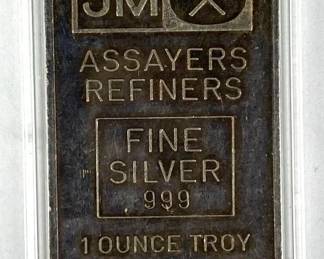 JM
ASSAYERS
REFINERS
FINE
SILVER
999
1 OUNCE TROY